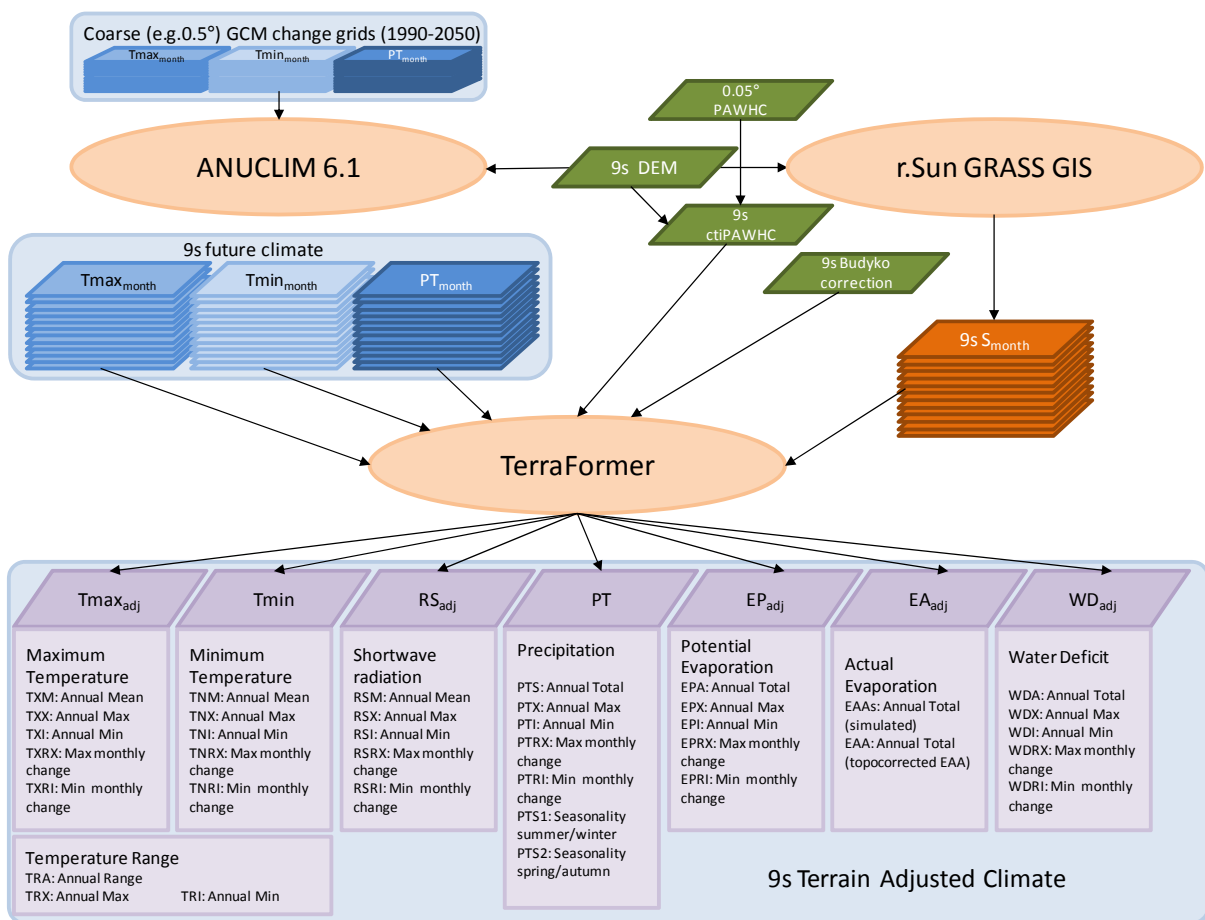 Coarse (e.g.0.5°) GCM change grids (1990-2050)
Tmaxmonth
Tminmonth
PTmonth
0.05°
PAWHC
ANUCLIM 6.1
9s DEM
r.Sun GRASS GIS
9s
ctiPAWHC
9s future climate
Tmaxmonth
Tminmonth
PTmonth
9s Budyko
correction
9s Smonth
TerraFormer
Tmaxadj
Tmin
RSadj
PT
EPadj
EAadj
WDadj
Maximum
Temperature
TXM: Annual Mean
TXX: Annual Max
TXI: Annual Min
TXRX: Max monthly
change
TXRI: Min monthly
change
Minimum
Temperature
TNM: Annual Mean
TNX: Annual Max
TNI: Annual Min
TNRX: Max monthly
change
TNRI: Min monthly
change
Shortwave
radiation
RSM: Annual Mean
RSX: Annual Max
RSI: Annual Min
RSRX: Max monthly
change
RSRI: Min monthly
change
Precipitation
PTS: Annual Total
PTX: Annual Max
PTI: Annual Min
PTRX: Max monthly
change
PTRI: Min monthly
change
PTS1: Seasonality
summer/winter
PTS2: Seasonality
spring/autumn
Potential
Evaporation
EPA: Annual Total
EPX: Annual Max
EPI: Annual Min
EPRX: Max monthly
change
EPRI: Min monthly
change
Actual
Evaporation
EAAs: Annual Total
(simulated)
EAA: Annual Total
(topocorrected EAA)
Water Deficit
WDA: Annual Total
WDX: Annual Max
WDI: Annual Min
WDRX: Max monthly
change
WDRI: Min monthly
change
Temperature Range
TRA: Annual Range
TRX: Annual Max TRI: Annual Min
9s Terrain Adjusted Climate